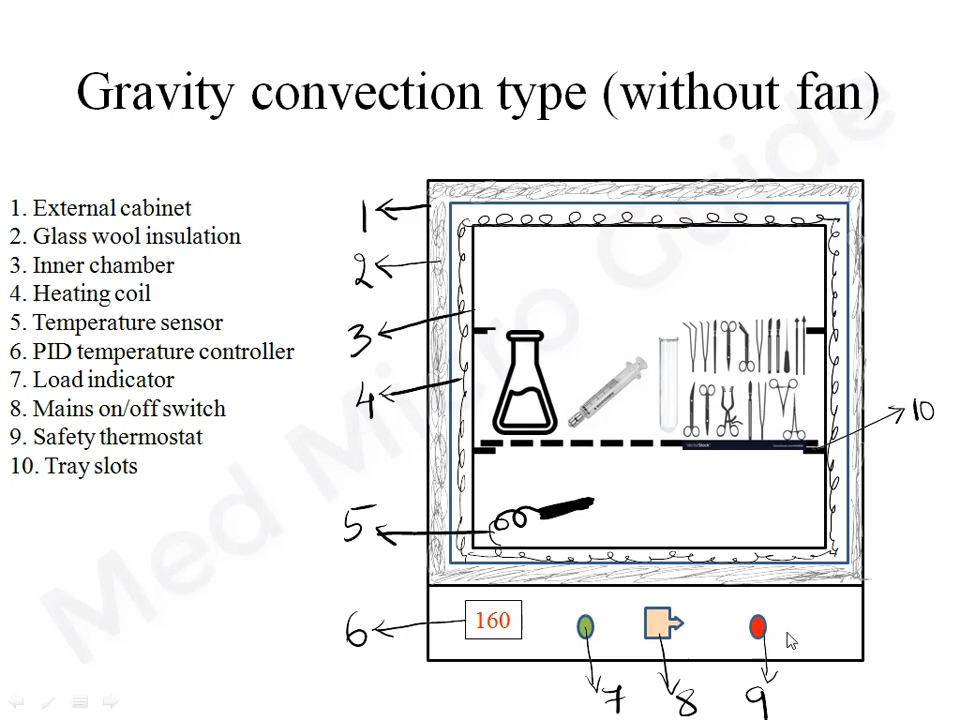 Gravity convection type (without fan)
1. External cabinet
2. Glass wool insulation
3. Inner chamber
4. Heating coil
5. Temperature sensor
6. PID temperature controller
7. Load indicator
8. Mains on/off switch
9. Safety thermostat
10. Tray slots
1
2
3
4
10
5
6
160
7
8
9
Med Micro Guide